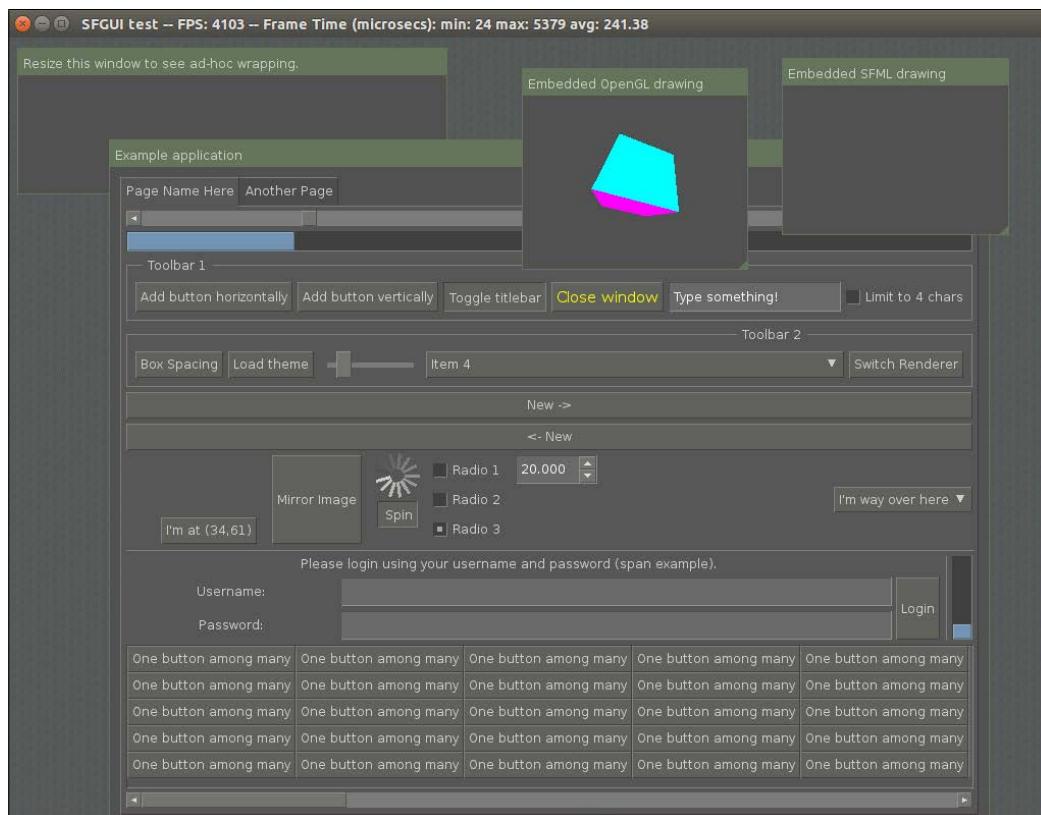 SFGUI test -- FPS: 4103 -- Frame Time (microsecs): min: 24 max: 5379 avg: 241.38
Resize this window to see ad-hoc wrapping.
Embedded OpenGL drawing
Embedded SFML drawing
Example application
Page Name Here Another Page
Toolbar 1
Add button horizontally Add button vertically Toggle titlebar Close window Type something! Limit to 4 chars
Toolbar 2
Box Spacing Load theme Item 4 Switch Renderer
New ->
<- New
Mirror Image Spin Radio 1 20.000
Radio 2
Radio 3
I'm way over here
I'm at (34,61)
Please login using your username and password (span example).
Username:
Password:
Login
One button among many One button among many One button among many One button among many One button among many
One button among many One button among many One button among many One button among many One button among many
One button among many One button among many One button among many One button among many One button among many
One button among many One button among many One button among many One button among many One button among many
One button among many One button among many One button among many One button among many One button among many